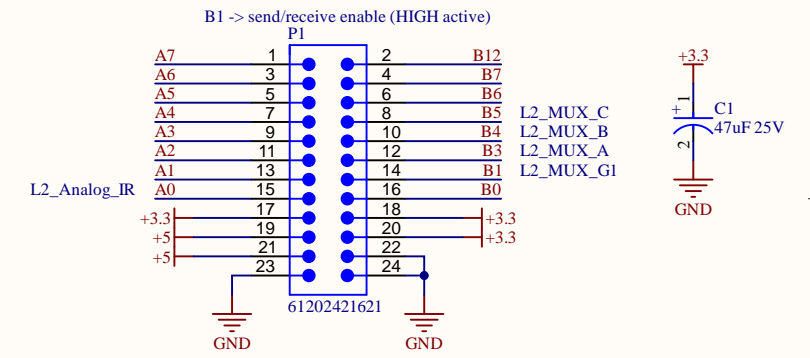 B1 -> send/receive enable (HIGH active)
P1
A7 1 2 B12
A6 3 4 B7
A5 5 6 B6
A4 7 8 B5 L2_MUX_C
A3 9 10 B4 L2_MUX_B
A2 11 12 B3 L2_MUX_A
A1 13 14 B1 L2_MUX_G1
L2_Analog_IR A0 15 16 B0
+3.3 17 18 +3.3
+5 19 20 +3.3
+5 21 22
23 24
61202421621
GND GND
+3.3
+ 1 C1
47uF 25V
2
GND